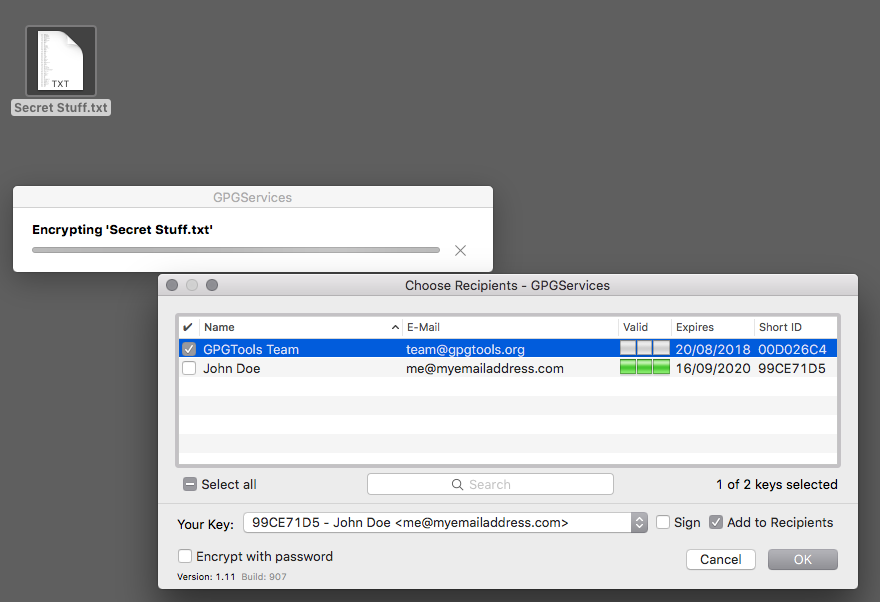 TXT
Secret Stuff.txt
GPGServices
Encrypting 'Secret Stuff.txt'
Choose Recipients - GPGServices
✔ Name E-Mail Valid Expires Short ID
GPGTools Team team@gpgtools.org 20/08/2018 00D026C4
John Doe me@myemailaddress.com 16/09/2020 99CE71D5
Select all Search 1 of 2 keys selected
Your Key: 99CE71D5 - John Doe <me@myemailaddress.com> Sign Add to Recipients
Encrypt with password Cancel OK
Version: 1.11 Build: 907